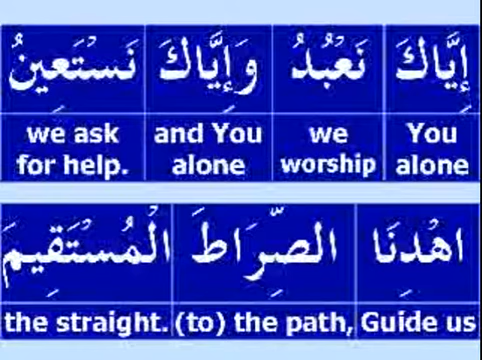 إِيَّاكَ نَعْبُدُ وَإِيَّاكَ نَسْتَعِينُ
You alone
we worship
and You alone
we ask for help.
اهْدِنَا الصِّرَاطَ الْمُسْتَقِيمَ
Guide us
(to) the path,
the straight.